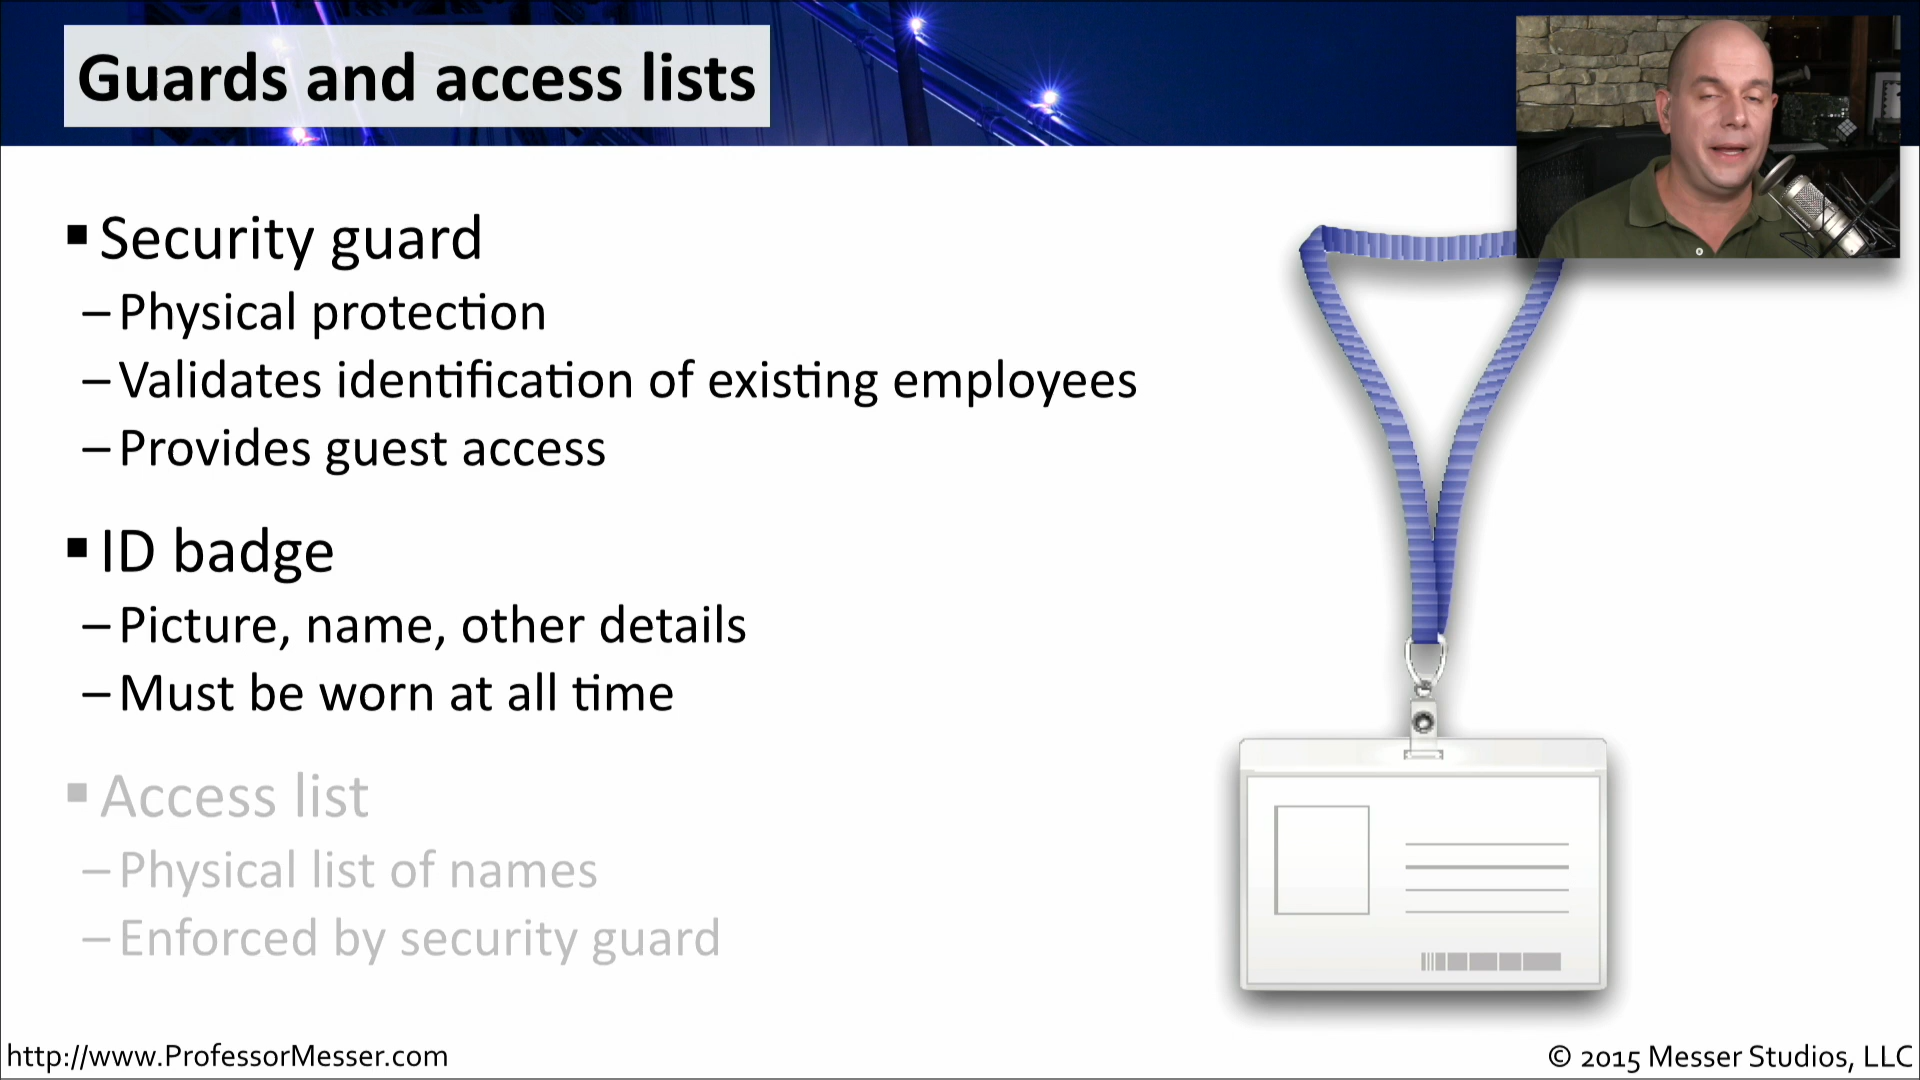 Guards and access lists
▪ Security guard
– Physical protection
– Validates identification of existing employees
– Provides guest access
▪ ID badge
– Picture, name, other details
– Must be worn at all time
▪ Access list
– Physical list of names
– Enforced by security guard
http://www.ProfessorMesser.com
© 2015 Messer Studios, LLC